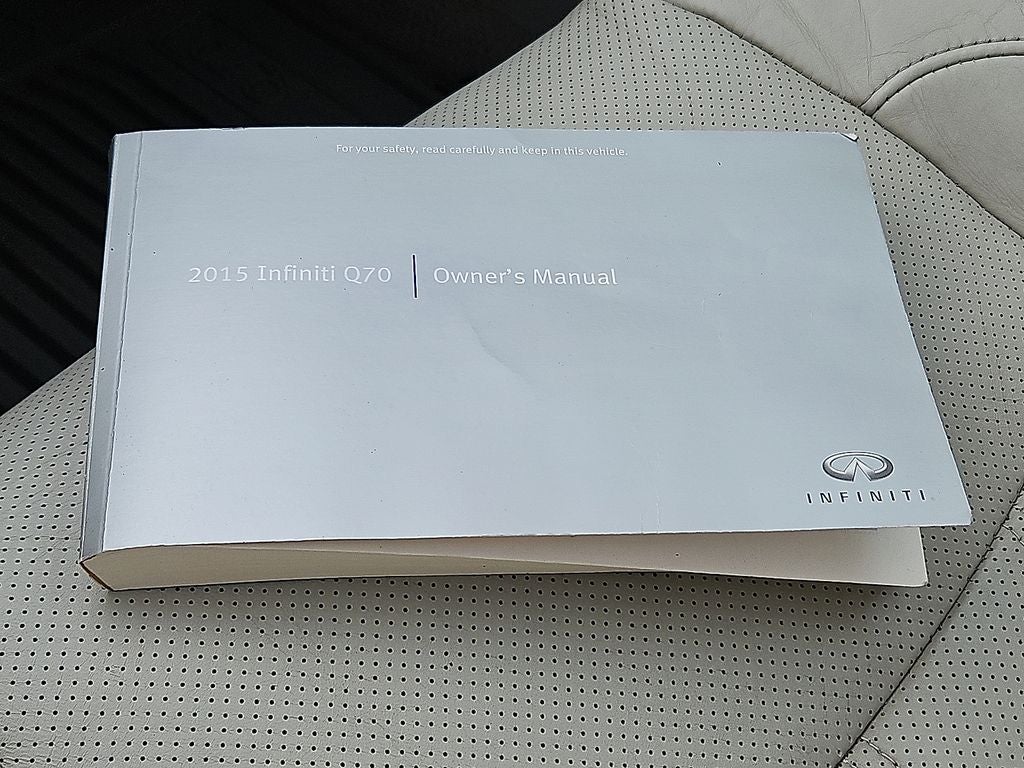 For your safety, read carefully and keep in this vehicle.
2015 Infiniti Q70 | Owner's Manual
INFINITI